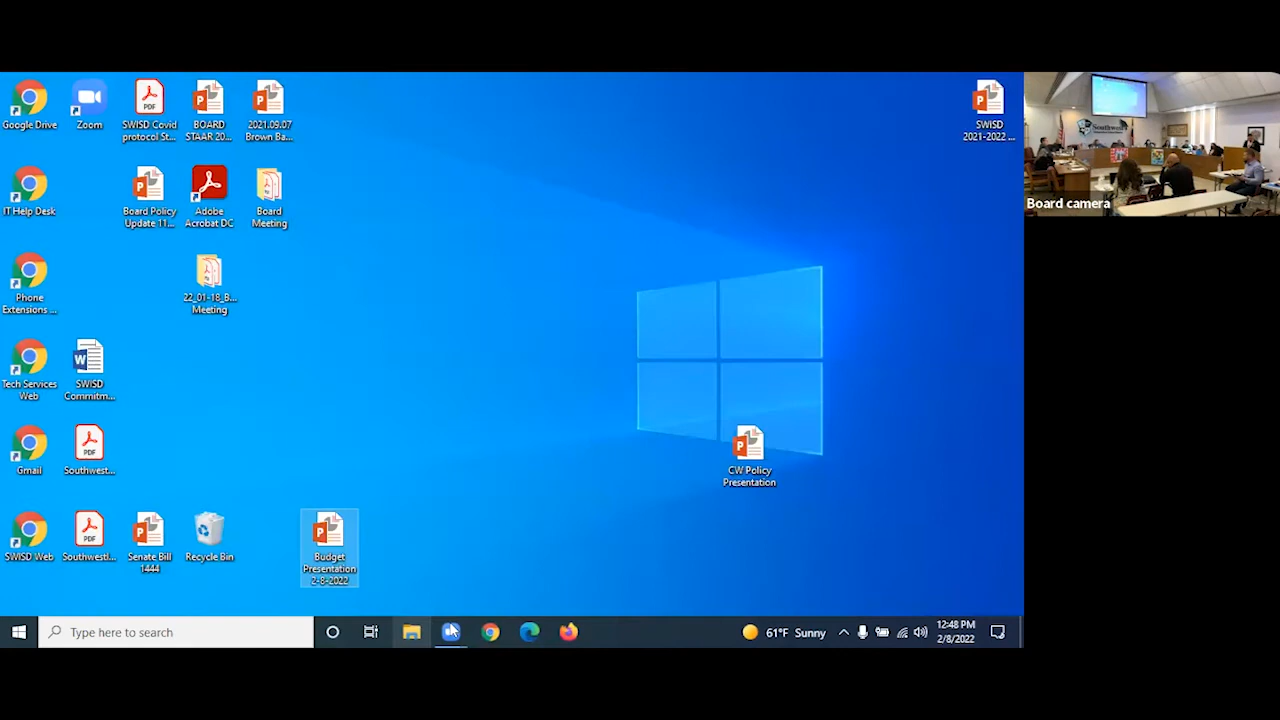 Google Drive
Zoom
SWISD Covid
protocol St...
BOARD
STAAR 20...
2021.09.07
Brown Ba...
SWISD
2021-2022 ...
IT Help Desk
Board Policy
Update 11...
Adobe
Acrobat DC
Board
Meeting
Board camera
Phone
Extensions ...
22_01-18_B...
Meeting
Tech Services
Web
SWISD
Commitm...
Gmail
Southwest...
CW Policy
Presentation
SWISD Web
Southwestl...
Senate Bill
1444
Recycle Bin
Budget
Presentation
2-8-2022
Type here to search
61°F Sunny
12:48 PM
2/8/2022